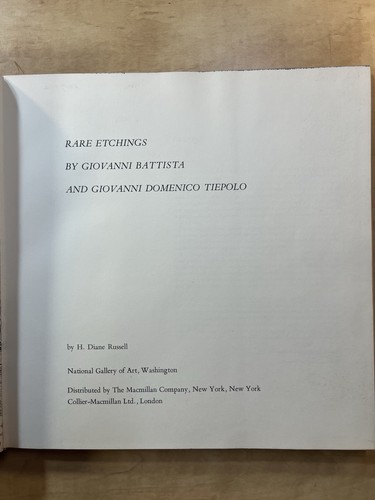 RARE ETCHINGS
BY GIOVANNI BATTISTA
AND GIOVANNI DOMENICO TIEPOLO
by H. Diane Russell
National Gallery of Art, Washington
Distributed by The Macmillan Company, New York, New York
Collier-Macmillan Ltd., London